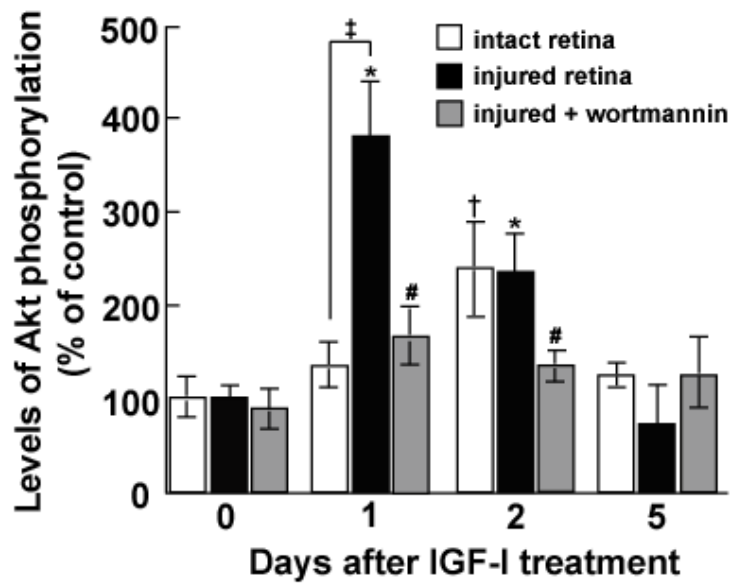 Levels of Akt phosphorylation
(% of control)
500
400
300
200
100
0
‡
*
#
†
*
#
intact retina
injured retina
injured + wortmannin
0 1 2 5
Days after IGF-I treatment